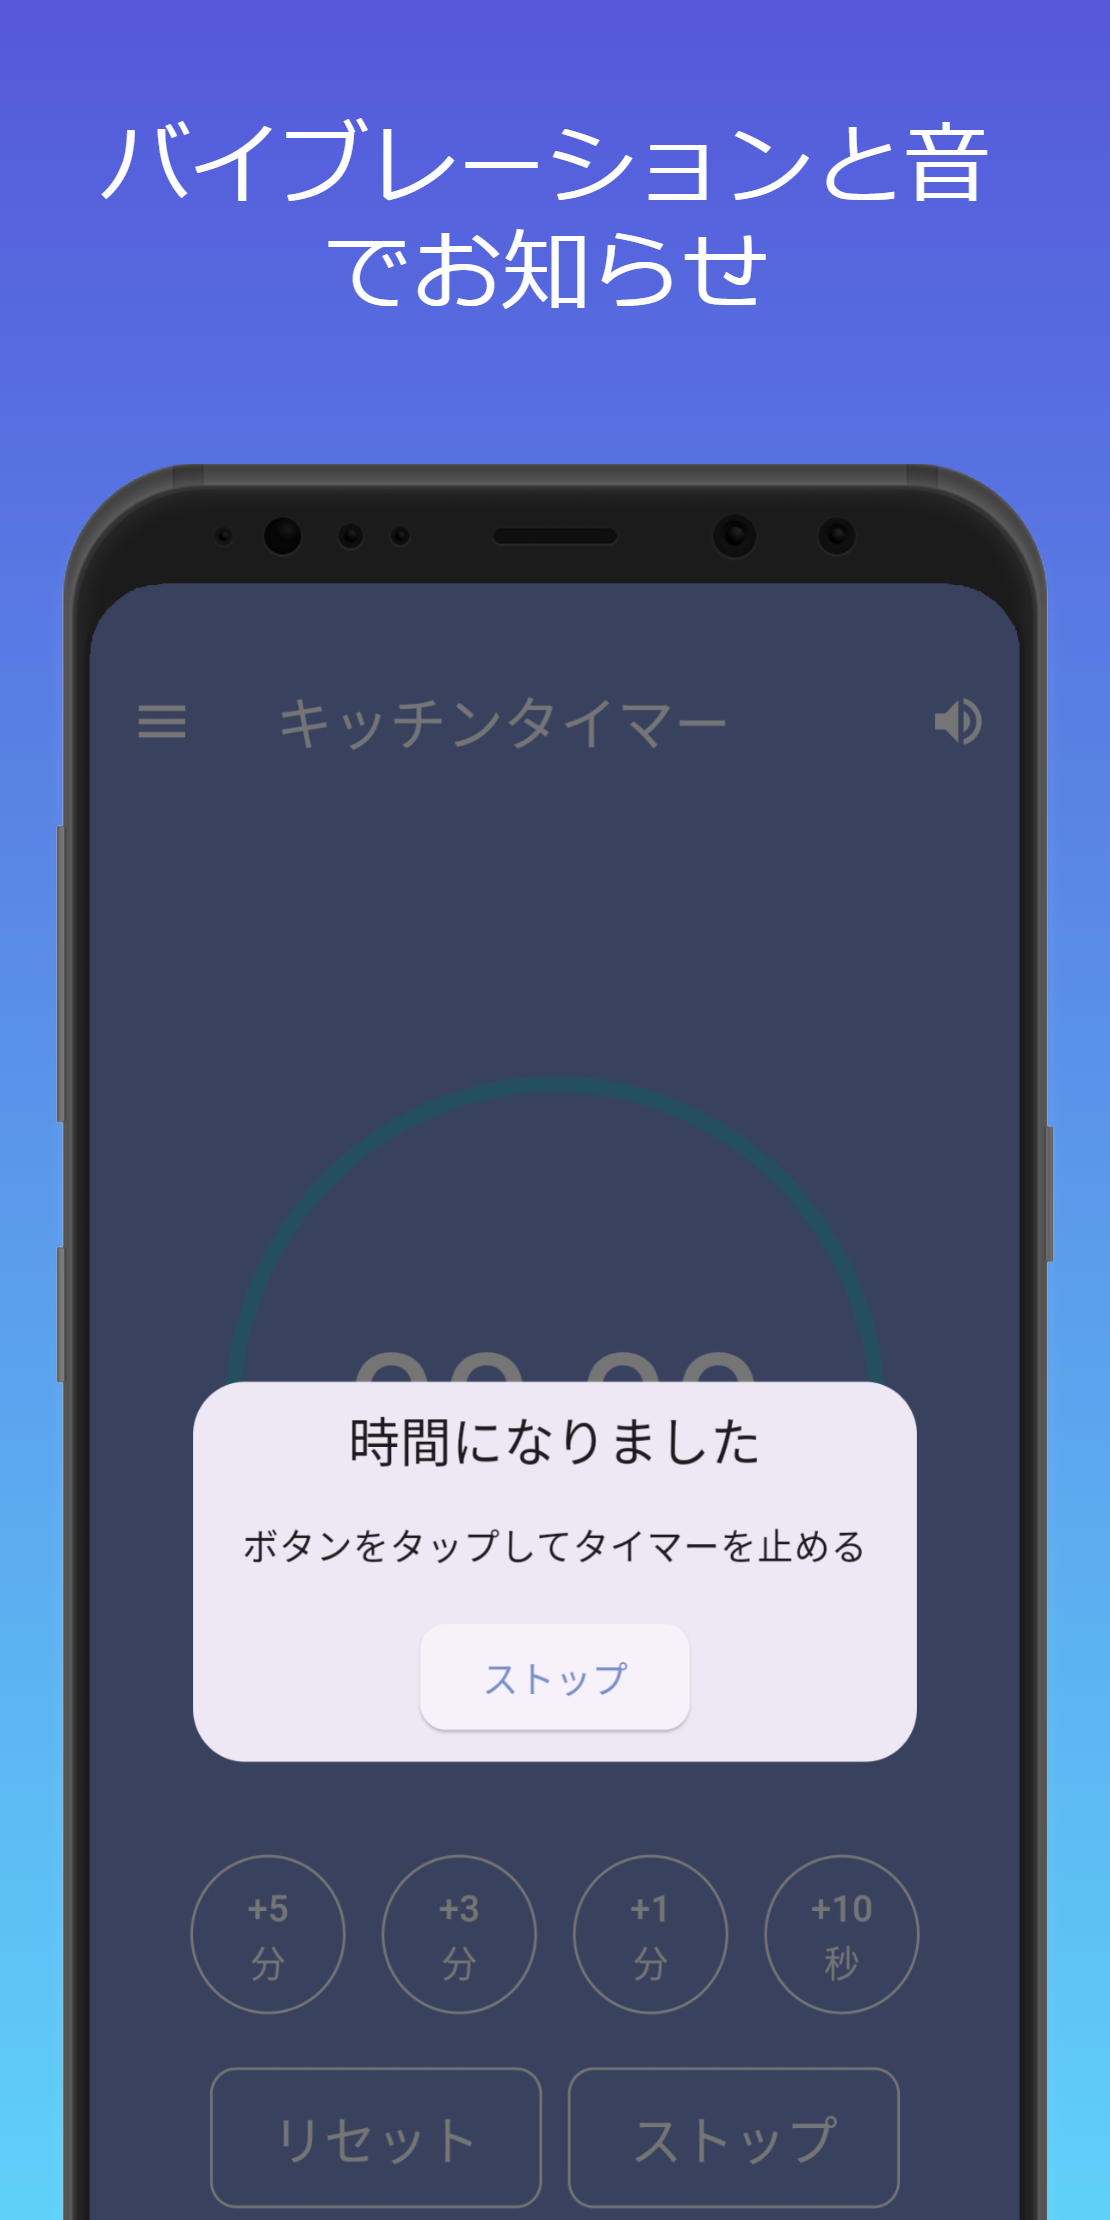 バイブレーションと音
でお知らせ
キッチンタイマー
時間になりました
ボタンをタップしてタイマーを止める
ストップ
+5
分
+3
分
+1
分
+10
秒
リセット
ストップ